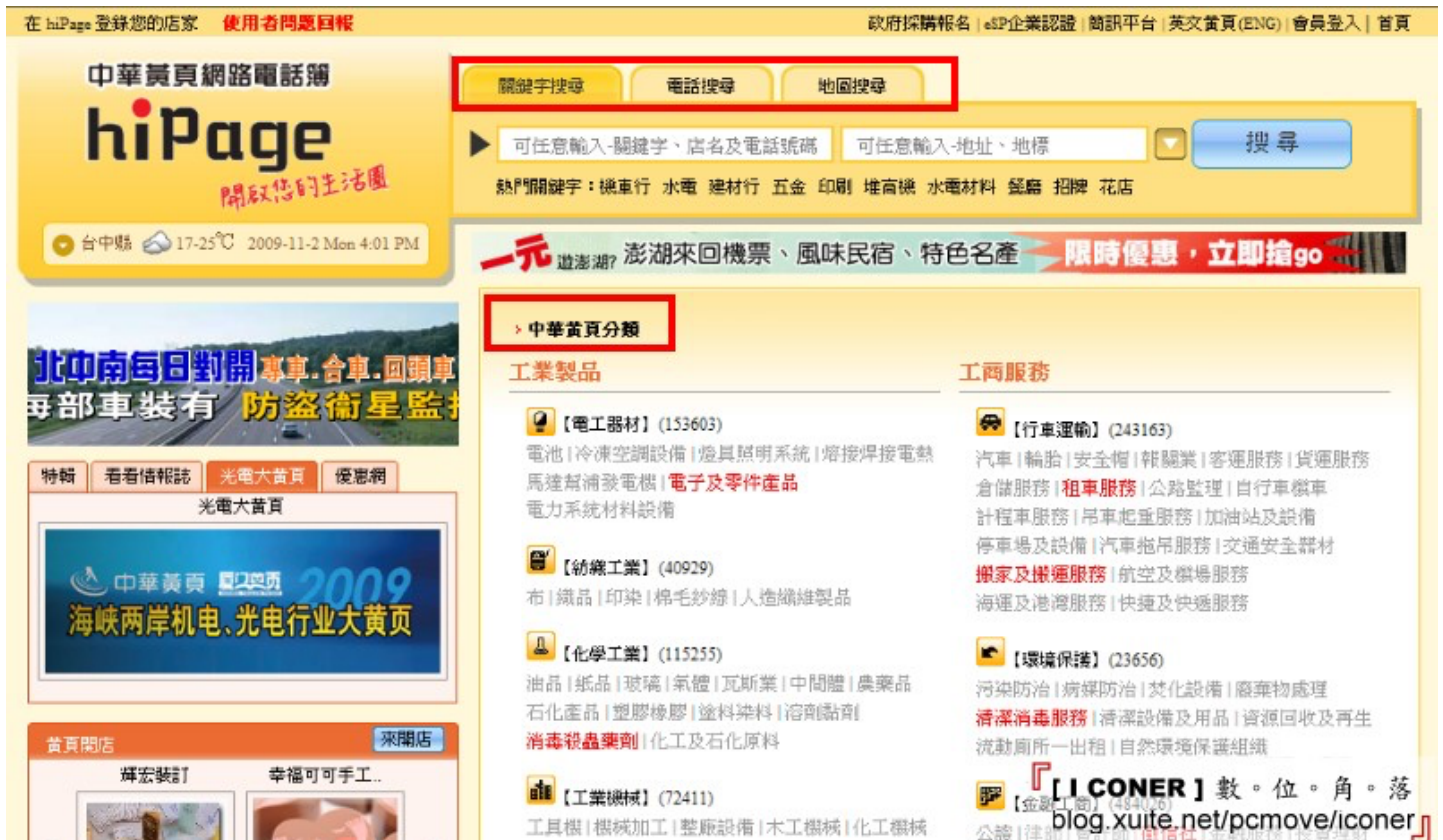 在 hiPage 登錄您的店家 使用者問題回報
政府採購報名 | eSP企業認證 | 簡訊平台 | 英文黃頁(ENG) | 會員登入 | 首頁
中華黃頁網路電話簿
hiPage
開啟您的生活圈
台中縣 17-25℃ 2009-11-2 Mon 4:01 PM
關鍵字搜尋 電話搜尋 地圖搜尋
可任意輸入-關鍵字、店名及電話號碼 可任意輸入-地址、地標 搜尋
熱門關鍵字：機車行 水電 建材行 五金 印刷 堆高機 水電材料 餐廳 招牌 花店
一元 遊澎湖? 澎湖來回機票、風味民宿、特色名產 限時優惠，立即搶go
北中南每日對開 專車.合車.回頭車
每部車裝有 防盜衛星監控
特輯 看看情報誌 光電大黃頁 優惠網
光電大黃頁
中華黃頁 厦门黄页 2009
海峡两岸机电、光电行业大黄页
黃頁開店 來開店
輝宏裝訂 幸福可可手工..
› 中華黃頁分類
工業製品
【電工器材】 (153603)
電池 | 冷凍空調設備 | 燈具照明系統 | 熔接焊接電熱
馬達幫浦發電機 | 電子及零件產品
電力系統材料設備
【紡織工業】 (40929)
布 | 織品 | 印染 | 棉毛紗線 | 人造纖維製品
【化學工業】 (115255)
油品 | 紙品 | 玻璃 | 氣體 | 瓦斯業 | 中間體 | 農藥品
石化產品 | 塑膠橡膠 | 塗料染料 | 溶劑黏劑
消毒殺蟲藥劑 | 化工及石化原料
【工業機械】 (72411)
工具機 | 機械加工 | 整廠設備 | 木工機械 | 化工機械
工商服務
【行車運輸】 (243163)
汽車 | 輪胎 | 安全帽 | 報關業 | 客運服務 | 貨運服務
倉儲服務 | 租車服務 | 公路監理 | 自行車機車
計程車服務 | 吊車起重服務 | 加油站及設備
停車場及設備 | 汽車拖吊服務 | 交通安全器材
搬家及搬運服務 | 航空及機場服務
海運及港灣服務 | 快捷及快遞服務
【環境保護】 (23656)
污染防治 | 病媒防治 | 焚化設備 | 廢棄物處理
清潔消毒服務 | 清潔設備及用品 | 資源回收及再生
流動廁所－出租 | 自然環境保護組織
【金融工商】 (484026)
公證 | 律師 | 會計師 | 徵信社
『[ I CONER ] 數。位。角。落
blog.xuite.net/pcmove/iconer』